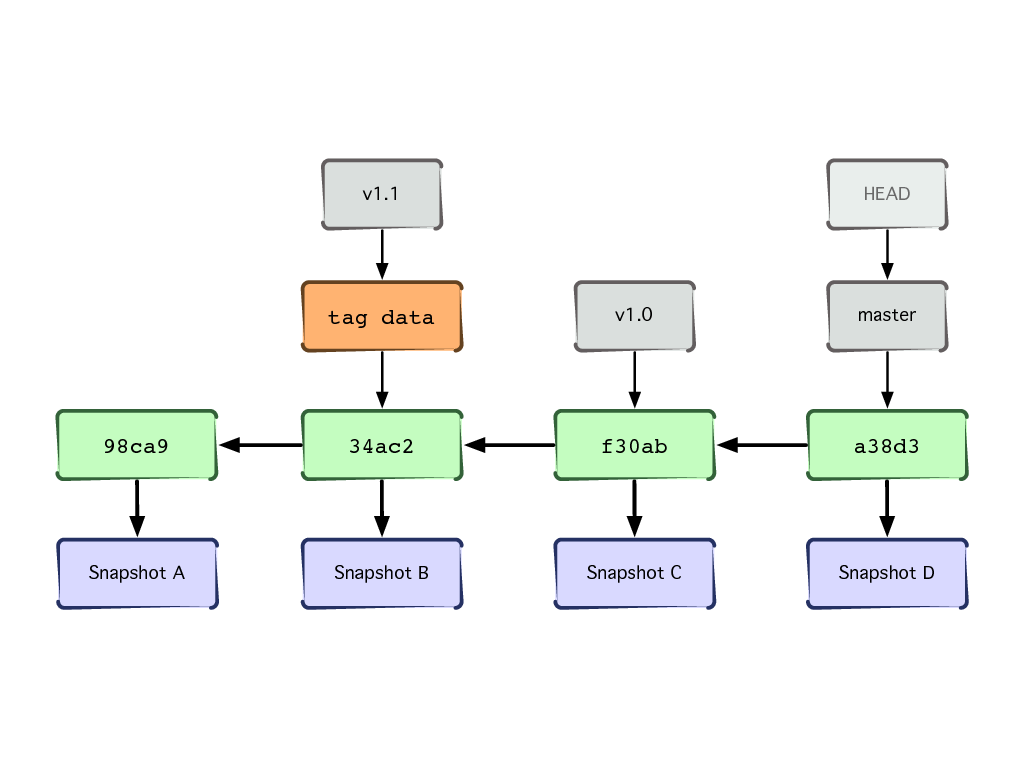 v1.1
HEAD
tag data
v1.0
master
98ca9
34ac2
f30ab
a38d3
Snapshot A
Snapshot B
Snapshot C
Snapshot D